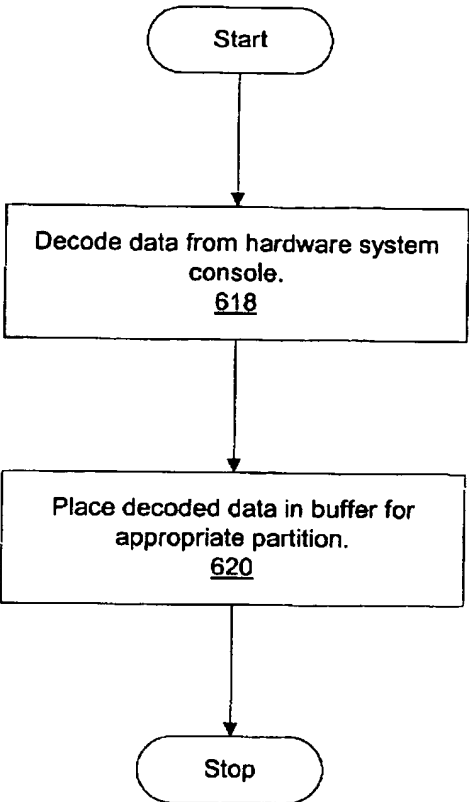 Start
Decode data from hardware system
console.
618
Place decoded data in buffer for
appropriate partition.
620
Stop